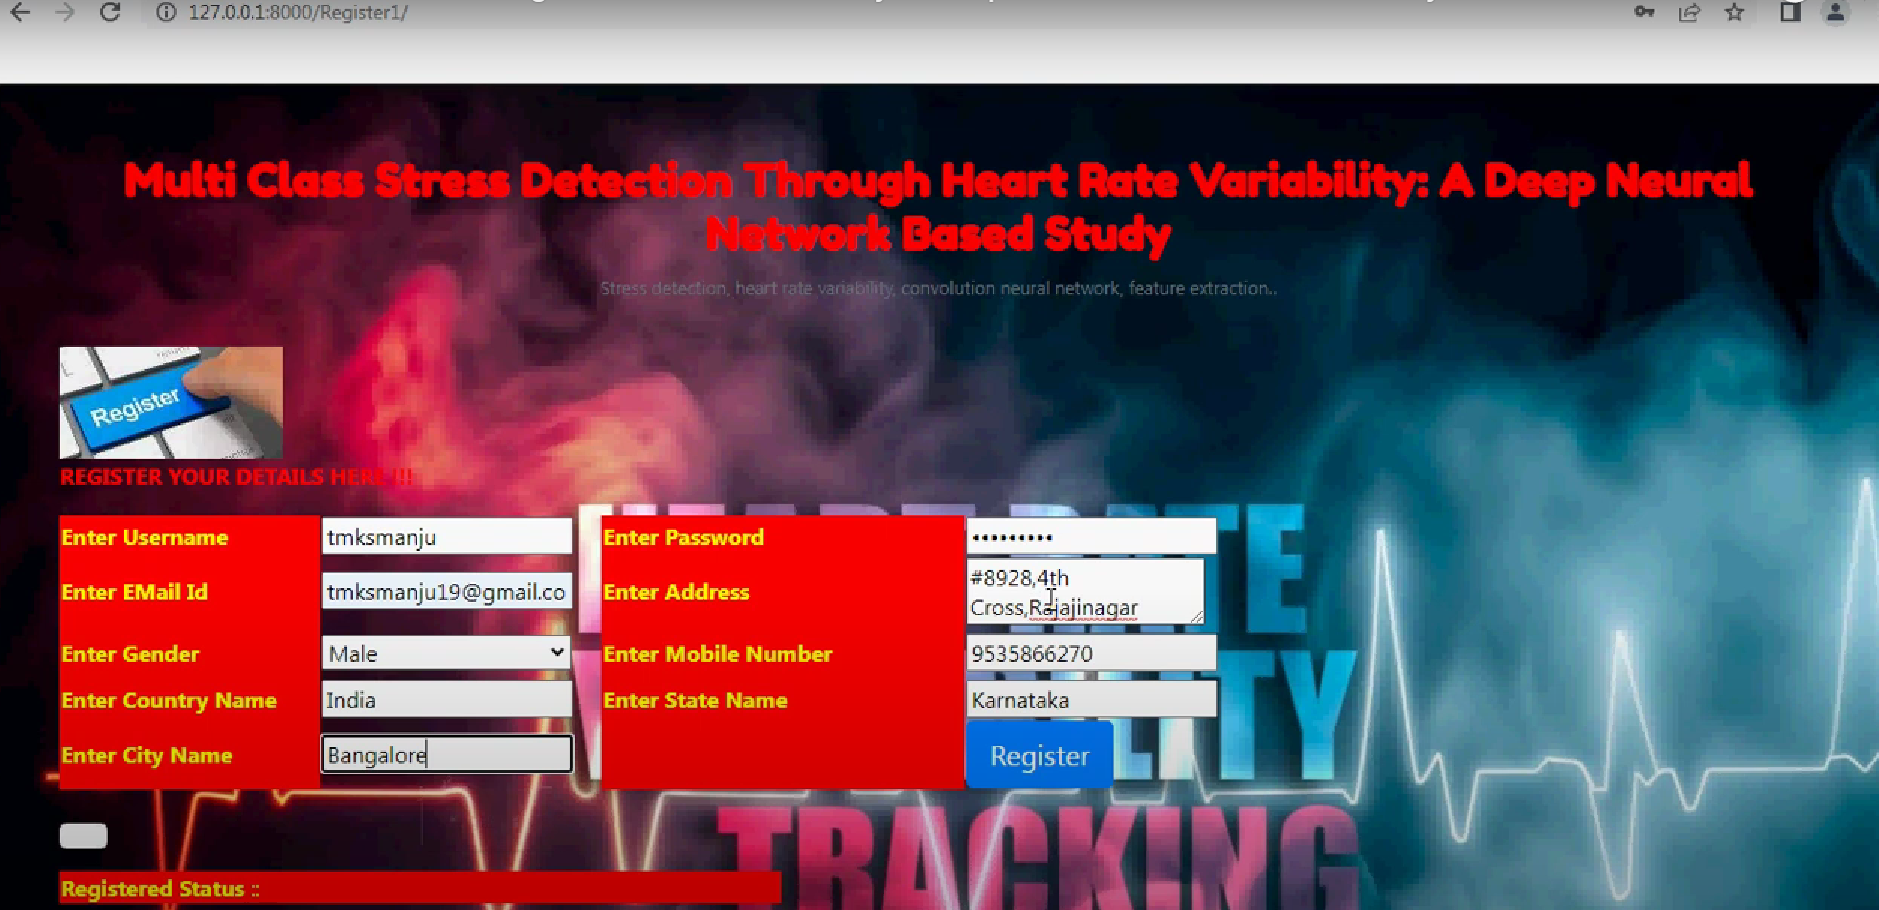 127.0.0.1:8000/Register1/
Multi Class Stress Detection Through Heart Rate Variability: A Deep Neural
Network Based Study
Stress detection, heart rate variability, convolution neural network, feature extraction..
Register
REGISTER YOUR DETAILS HERE !!!
Enter Username tmksmanju Enter Password •••••••••
Enter EMail Id tmksmanju19@gmail.co Enter Address #8928,4th
Cross,Rajajinagar
Enter Gender Male Enter Mobile Number 9535866270
Enter Country Name India Enter State Name Karnataka
Enter City Name Bangalore Register
HEART RATE
TRACKING
Registered Status ::